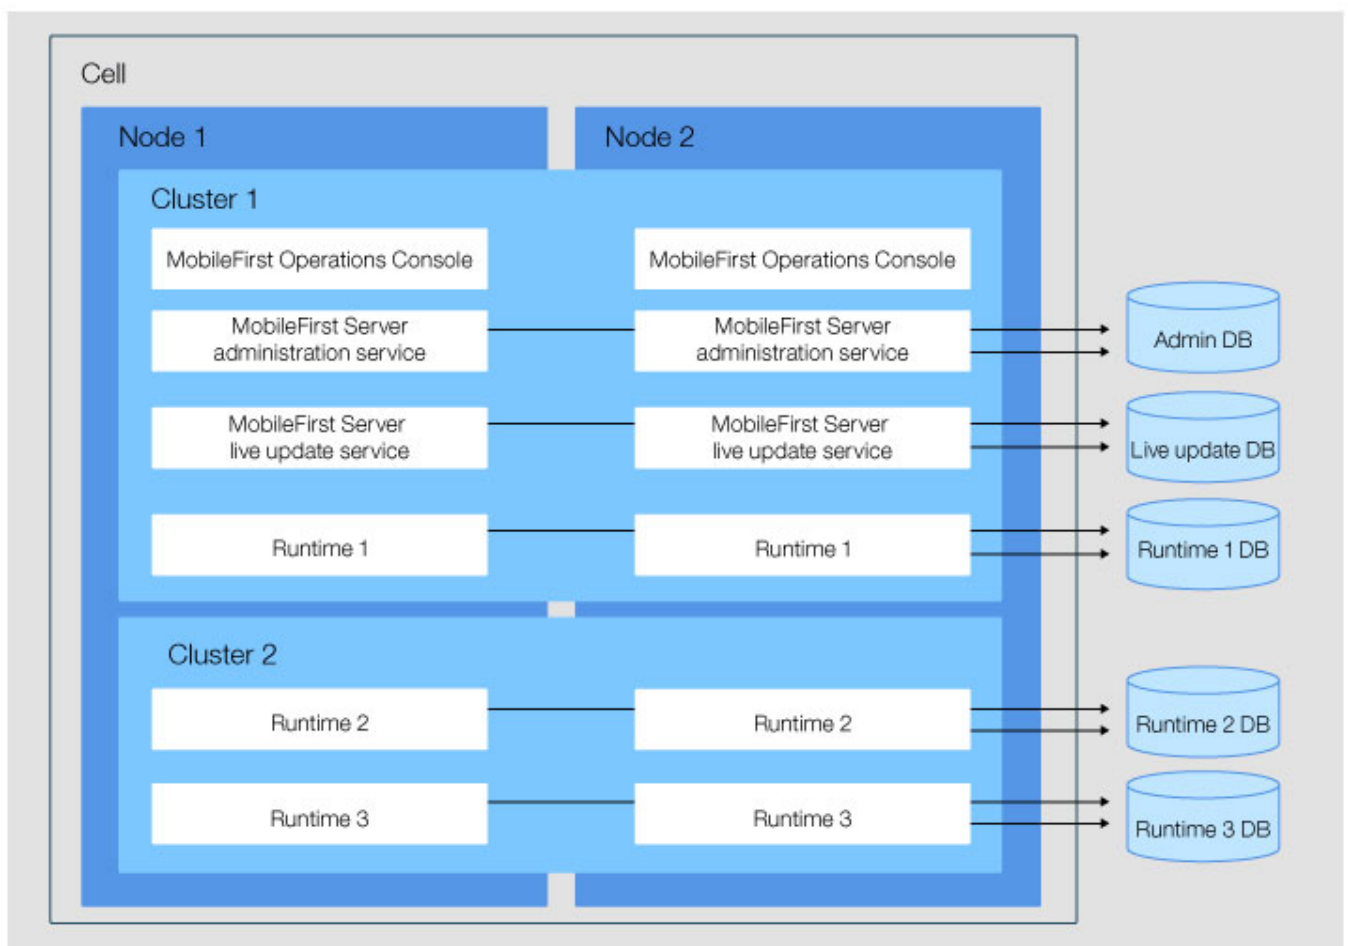 Cell
Node 1
Node 2
Cluster 1
MobileFirst Operations Console
MobileFirst Operations Console
MobileFirst Server
administration service
MobileFirst Server
administration service
Admin DB
MobileFirst Server
live update service
MobileFirst Server
live update service
Live update DB
Runtime 1
Runtime 1
Runtime 1 DB
Cluster 2
Runtime 2
Runtime 2
Runtime 2 DB
Runtime 3
Runtime 3
Runtime 3 DB